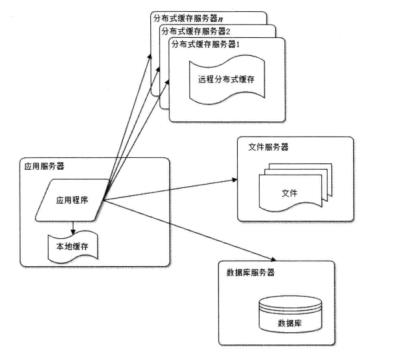 分布式缓存服务器n
分布式缓存服务器2
分布式缓存服务器1
远程分布式缓存
文件服务器
应用服务器
应用程序
文件
本地缓存
数据库服务器
数据库